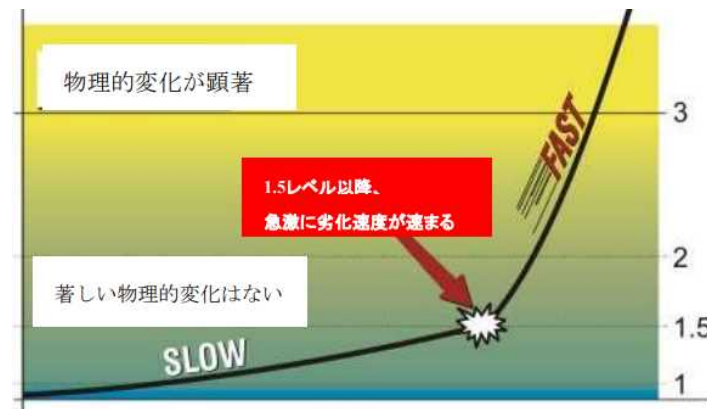 物理的変化が顕著
3
FAST
1.5レベル以降、
急激に劣化速度が速まる
2
著しい物理的変化はない
1.5
SLOW
1